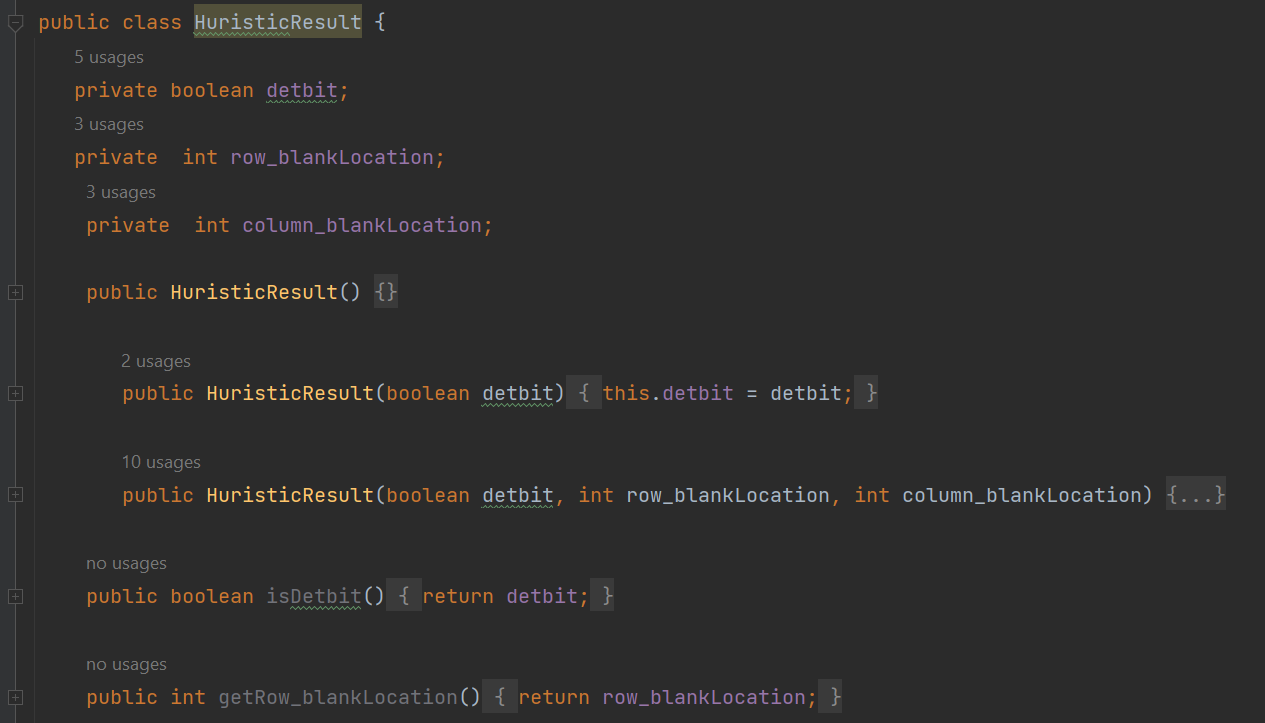 public class HuristicResult {
5 usages
private boolean detbit;
3 usages
private  int row_blankLocation;
3 usages
private  int column_blankLocation;
public HuristicResult() {}
2 usages
public HuristicResult(boolean detbit) { this.detbit = detbit; }
10 usages
public HuristicResult(boolean detbit, int row_blankLocation, int column_blankLocation) {...}
no usages
public boolean isDetbit() { return detbit; }
no usages
public int getRow_blankLocation() { return row_blankLocation; }